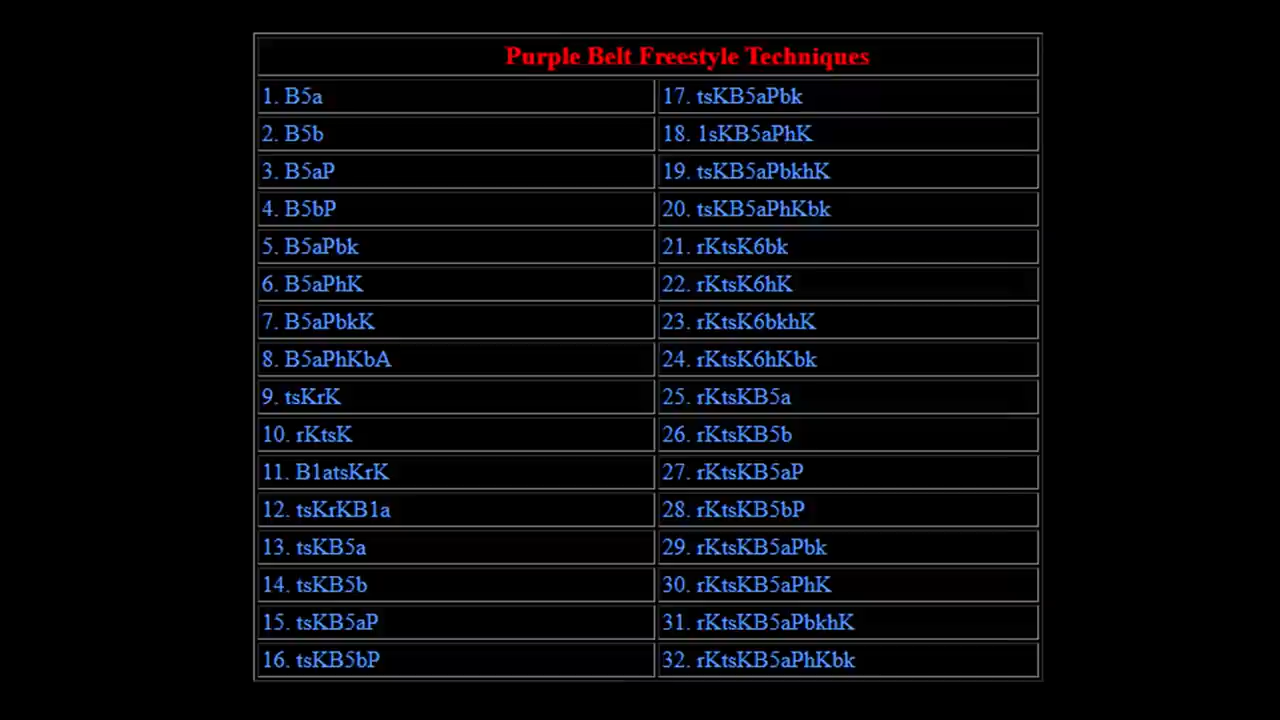 Purple Belt Freestyle Techniques
1. B5a
2. B5b
3. B5aP
4. B5bP
5. B5aPbk
6. B5aPhK
7. B5aPbkK
8. B5aPhKbA
9. tsKrK
10. rKtsK
11. B1atsKrK
12. tsKrKB1a
13. tsKB5a
14. tsKB5b
15. tsKB5aP
16. tsKB5bP
17. tsKB5aPbk
18. 1sKB5aPhK
19. tsKB5aPbkhK
20. tsKB5aPhKbk
21. rKtsK6bk
22. rKtsK6hK
23. rKtsK6bkhK
24. rKtsK6hKbk
25. rKtsKB5a
26. rKtsKB5b
27. rKtsKB5aP
28. rKtsKB5bP
29. rKtsKB5aPbk
30. rKtsKB5aPhK
31. rKtsKB5aPbkhK
32. rKtsKB5aPhKbk